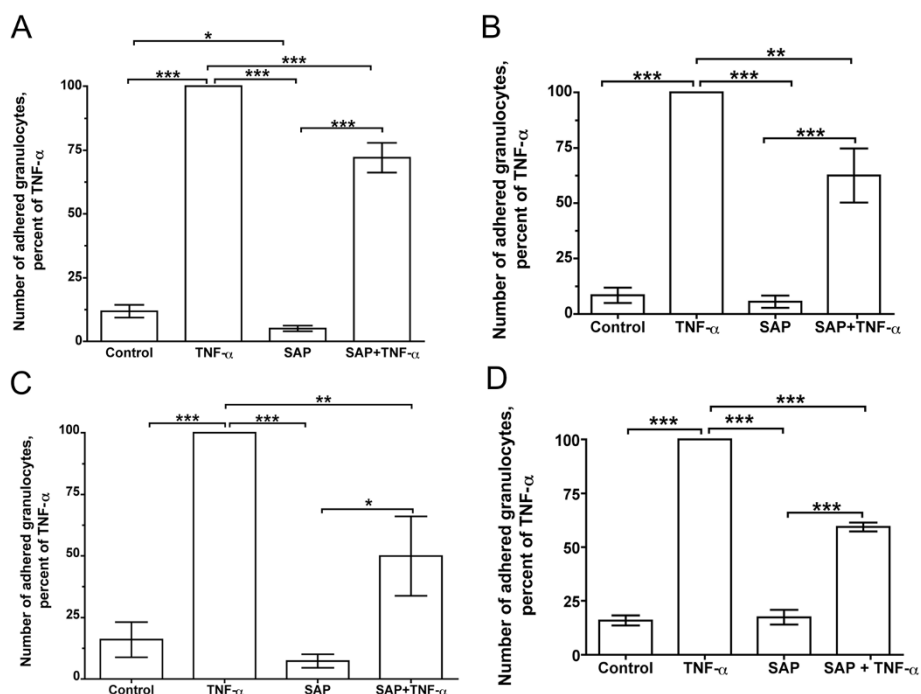 A
*
***
***
***
***
100
75
50
25
0
Number of adhered granulocytes,
percent of TNF-α
Control TNF-α SAP SAP+TNF-α
B
**
***
***
***
100
75
50
25
0
Number of adhered granulocytes,
percent of TNF-α
Control TNF-α SAP SAP+TNF-α
C
**
***
***
*
100
75
50
25
0
Number of adhered granulocytes,
percent of TNF-α
Control TNF-α SAP SAP+TNF-α
D
***
***
***
***
100
75
50
25
0
Number of adhered granulocytes,
percent of TNF-α
Control TNF-α SAP SAP + TNF-α